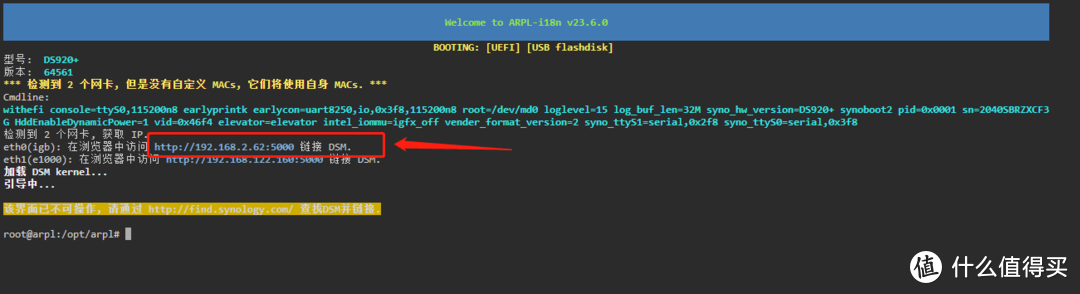 Welcome to ARPL-i18n v23.6.0
BOOTING: [UEFI] [USB flashdisk]
型号: DS920+
版本: 64561
*** 检测到 2 个网卡, 但是没有自定义 MACs, 它们将使用自身 MACs. ***
Cmdline:
withefi console=ttyS0,115200n8 earlyprintk earlycon=uart8250,io,0x3f8,115200n8 root=/dev/md0 loglevel=15 log_buf_len=32M syno_hw_version=DS920+ synoboot2 pid=0x0001 sn=2040SBRZXCF3
G HddEnableDynamicPower=1 vid=0x46f4 elevator=elevator intel_iommu=igfx_off vender_format_version=2 syno_ttyS1=serial,0x2f8 syno_ttyS0=serial,0x3f8
检测到 2 个网卡, 获取 IP.
eth0(igb): 在浏览器中访问 http://192.168.2.62:5000 链接 DSM.
eth1(e1000): 在浏览器中访问 http://192.168.122.160:5000 链接 DSM.
加载 DSM kernel...
引导中...
该界面已不可操作, 请通过 http://find.synology.com/ 查找DSM并链接.
root@arpl:/opt/arpl#
值 什么值得买